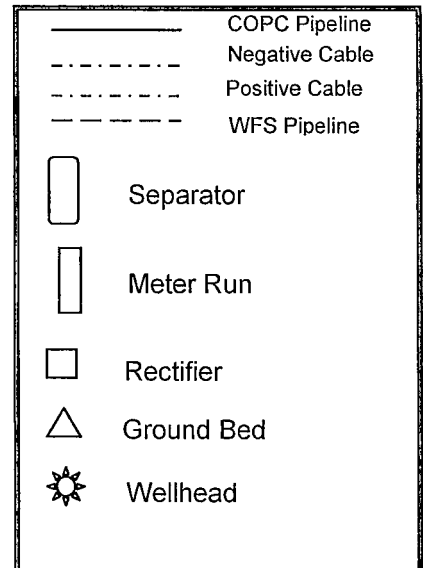 COPC Pipeline
Negative Cable
Positive Cable
WFS Pipeline
Separator
Meter Run
Rectifier
Ground Bed
Wellhead